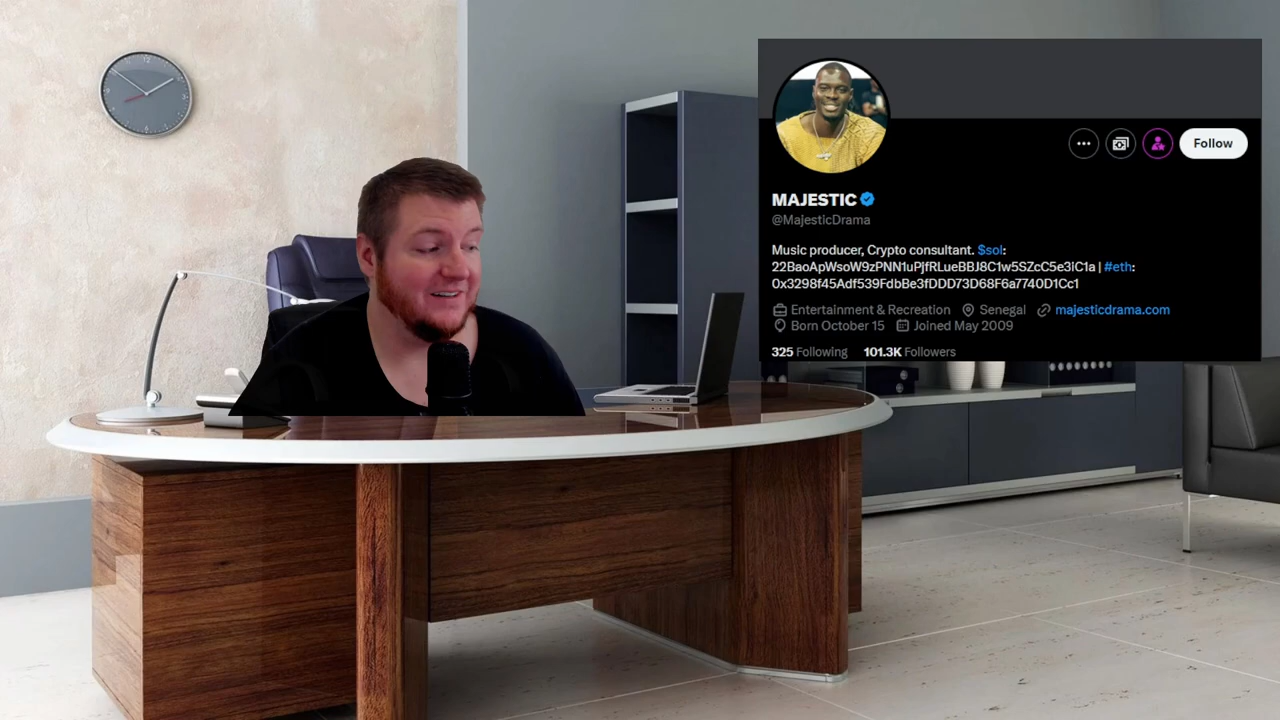 Follow
MAJESTIC
@MajesticDrama
Music producer, Crypto consultant. $sol:
22BaoApWsoW9zPNN1uPjfRLueBBJ8C1w5SZcC5e3iC1a | #eth:
0x3298f45Adf539FdbBe3fDDD73D68F6a7740D1Cc1
Entertainment & Recreation Senegal majesticdrama.com
Born October 15 Joined May 2009
325 Following 101.3K Followers